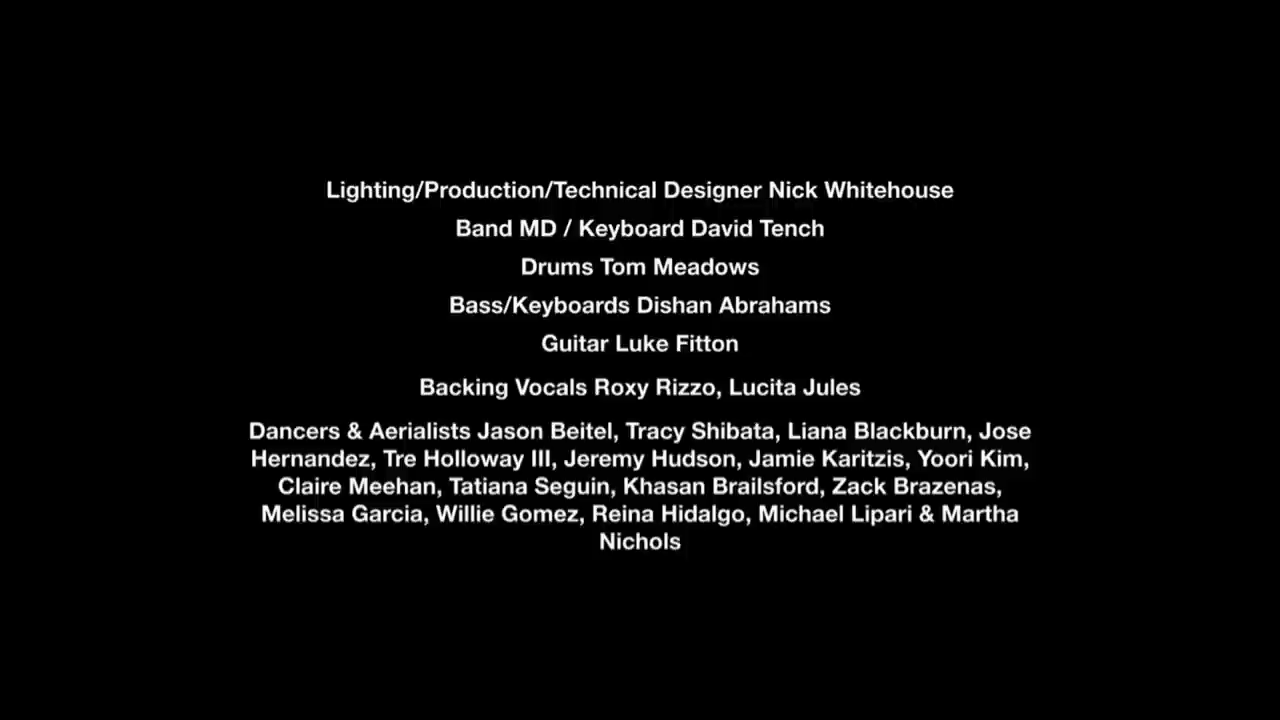 Lighting/Production/Technical Designer Nick Whitehouse
Band MD / Keyboard David Tench
Drums Tom Meadows
Bass/Keyboards Dishan Abrahams
Guitar Luke Fitton
Backing Vocals Roxy Rizzo, Lucita Jules
Dancers & Aerialists Jason Beitel, Tracy Shibata, Liana Blackburn, Jose
Hernandez, Tre Holloway III, Jeremy Hudson, Jamie Karitzis, Yoori Kim,
Claire Meehan, Tatiana Seguin, Khasan Brailsford, Zack Brazenas,
Melissa Garcia, Willie Gomez, Reina Hidalgo, Michael Lipari & Martha
Nichols